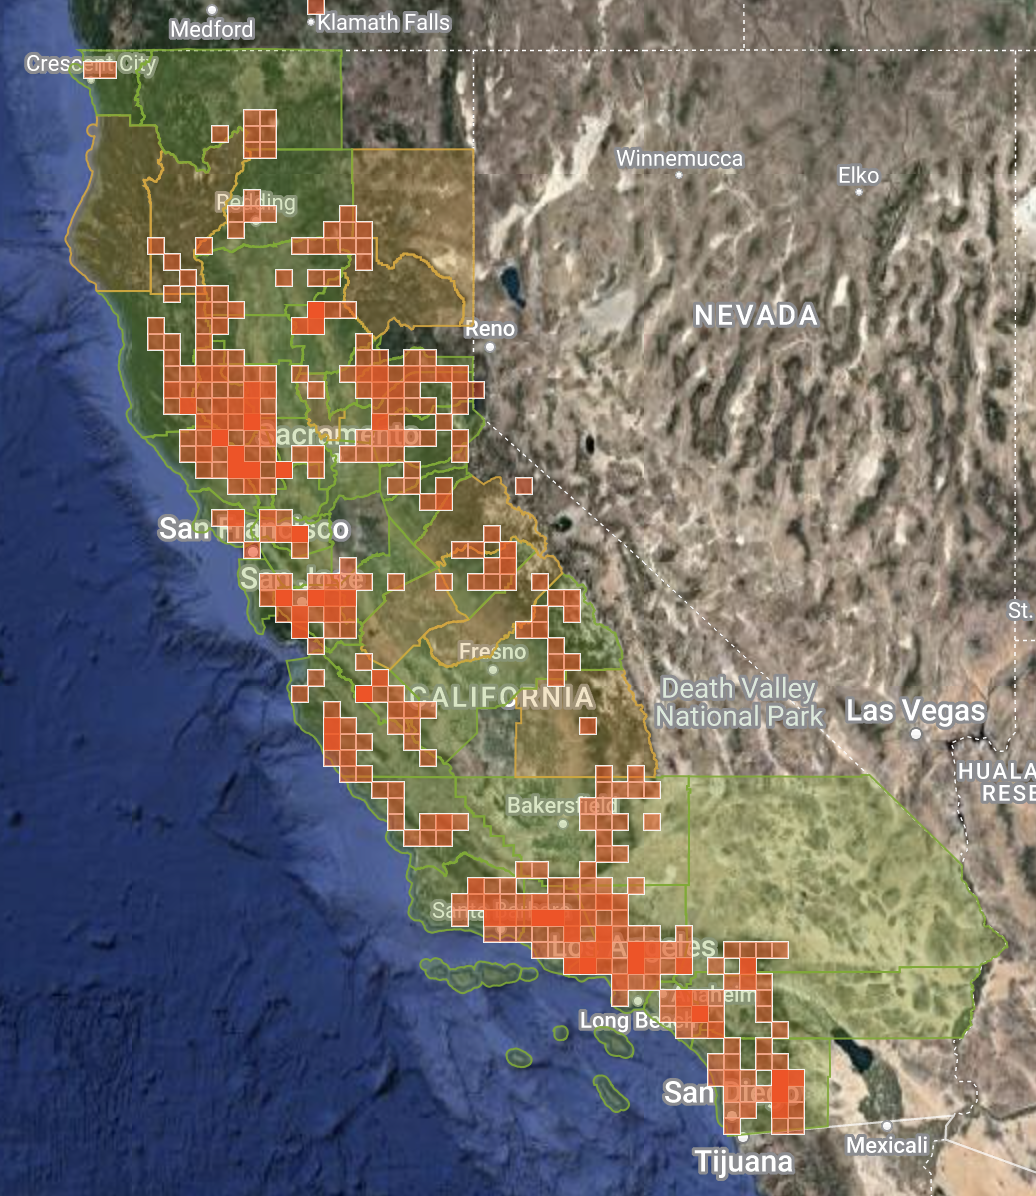 Medford
Klamath Falls
Crescent City
Winnemucca
Elko
Redding
NEVADA
Reno
Sacramento
San Francisco
San Jose
St.
Fresno
CALIFORNIA
Death Valley
National Park
Las Vegas
HUALA
RESE
Bakersfield
Santa Barbara
Los Angeles
Anaheim
Long Beach
San Diego
Mexicali
Tijuana